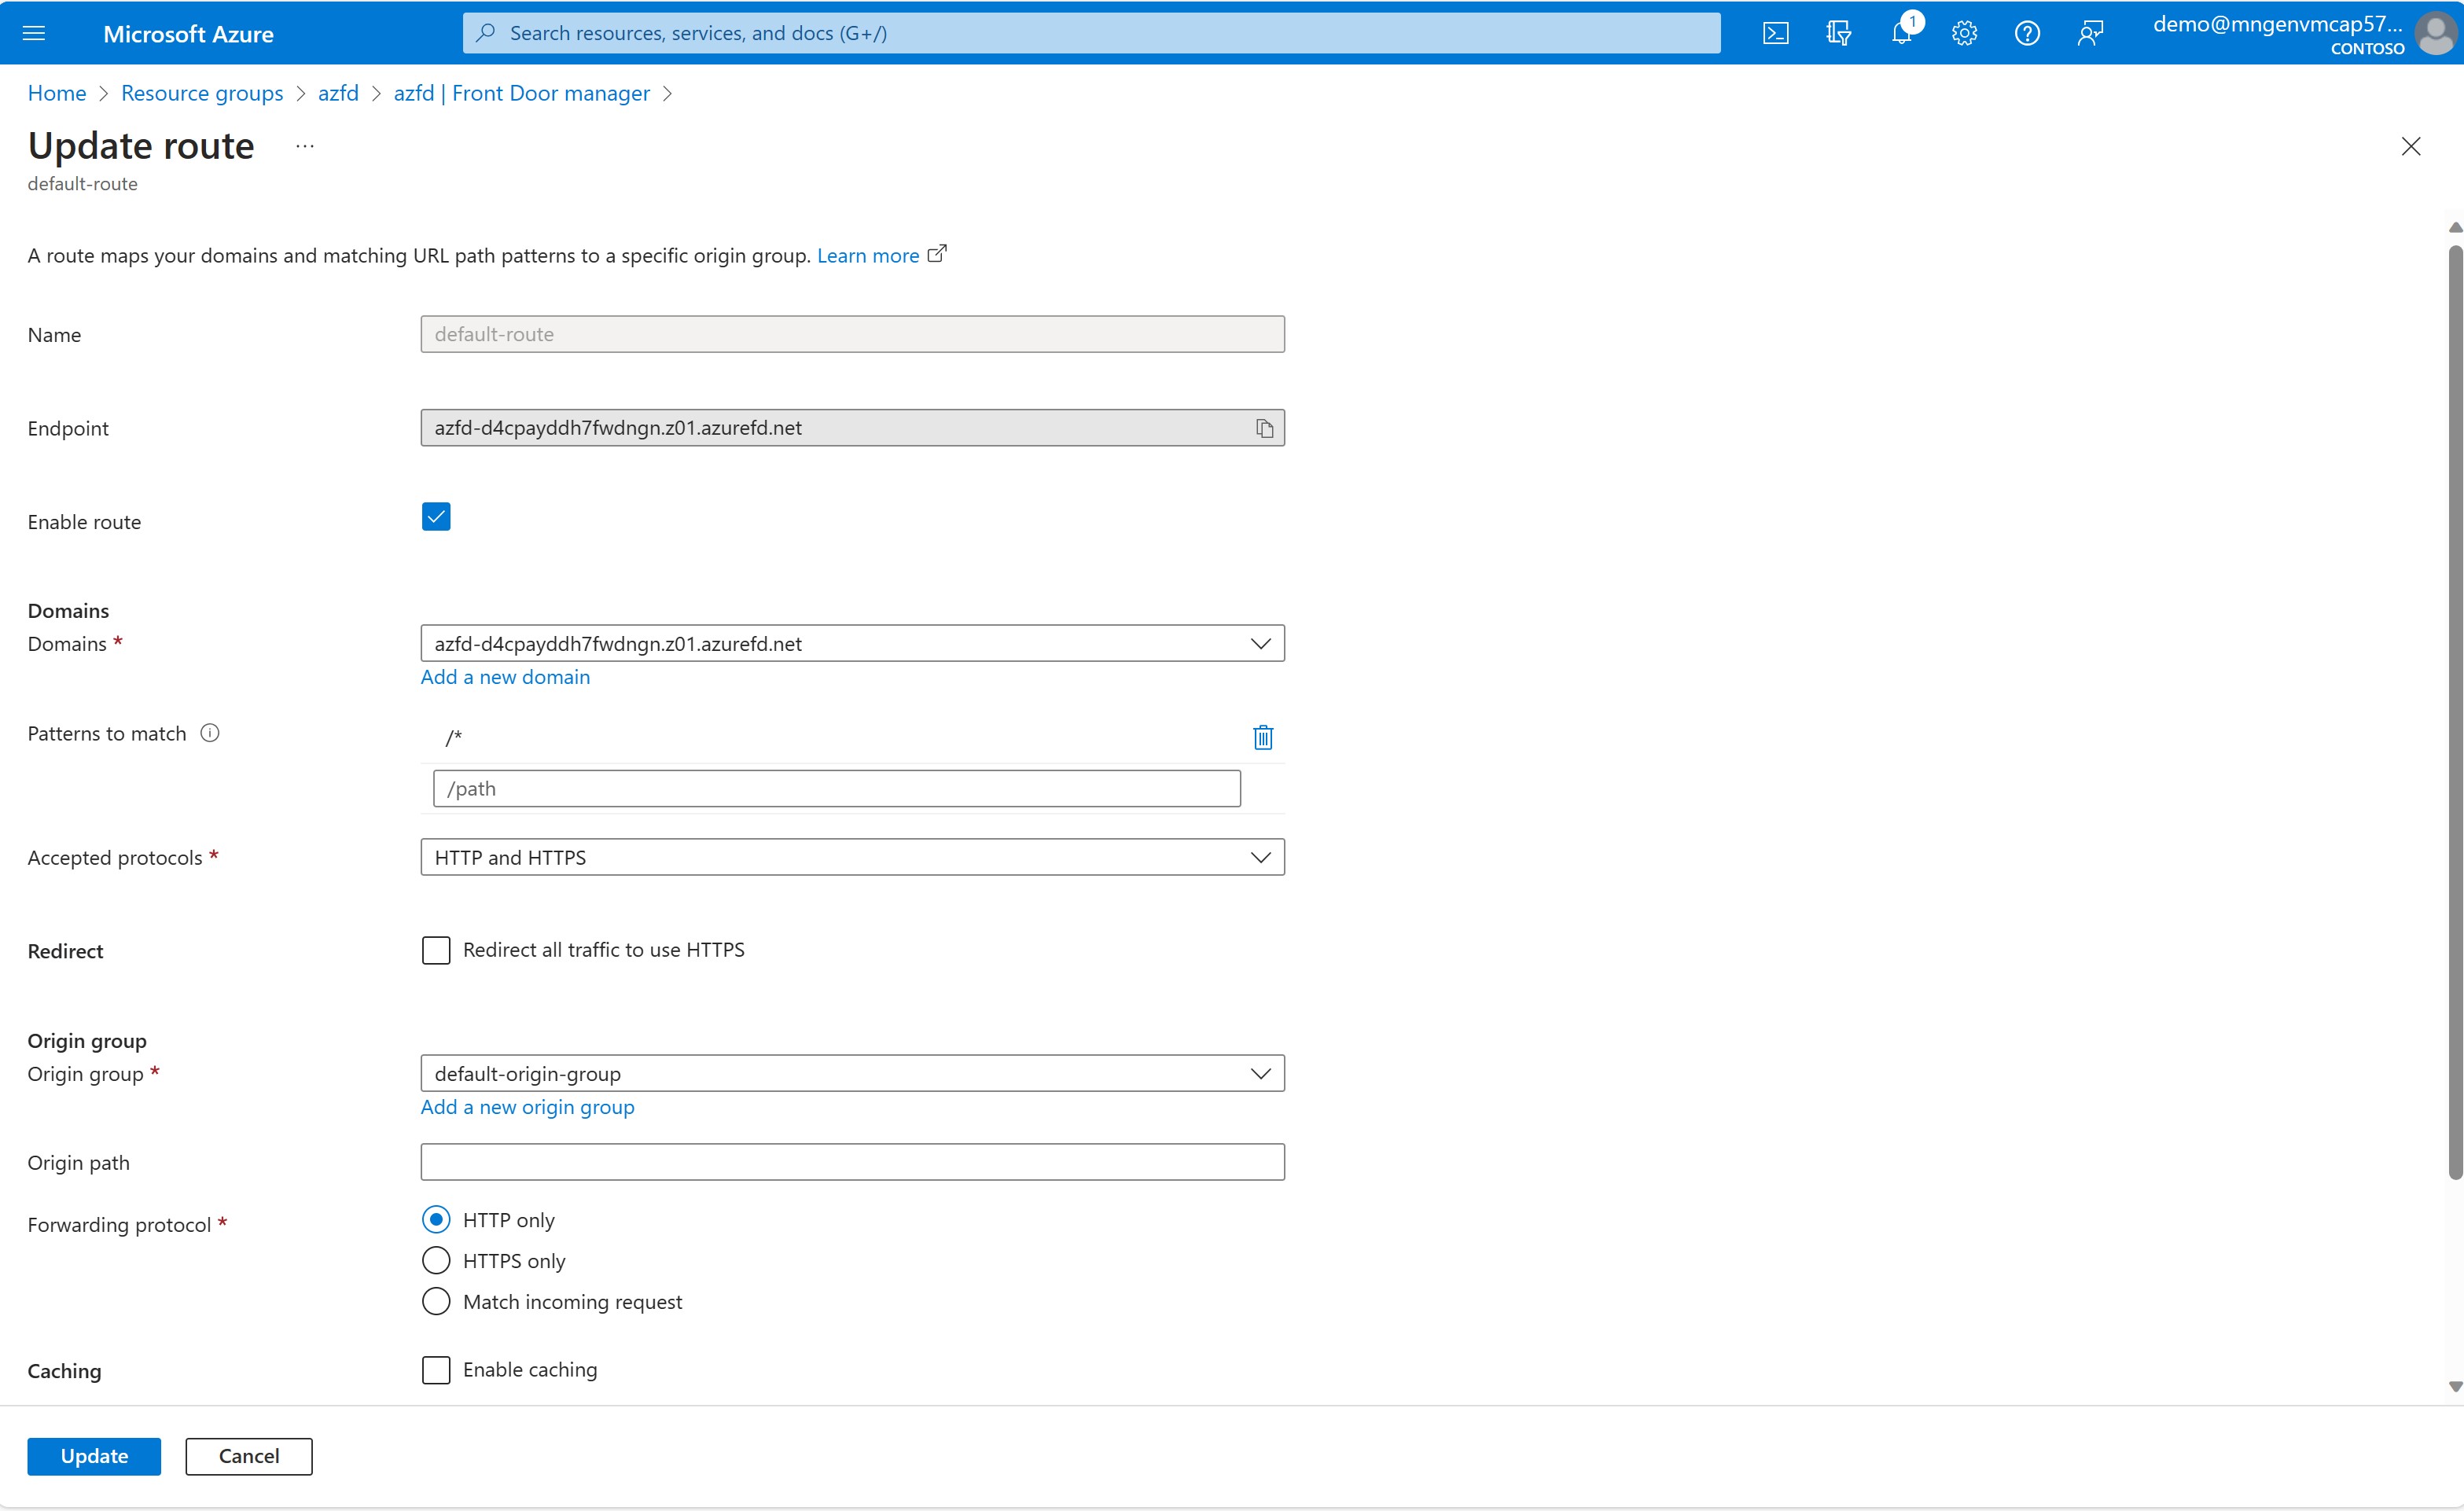 Microsoft Azure
Search resources, services, and docs (G+/)
1
demo@mngenvmcap57...
CONTOSO
Home > Resource groups > azfd > azfd | Front Door manager >
Update route ...
default-route
A route maps your domains and matching URL path patterns to a specific origin group. Learn more
Name
default-route
Endpoint
azfd-d4cpayddh7fwdngn.z01.azurefd.net
Enable route
Domains
Domains *
azfd-d4cpayddh7fwdngn.z01.azurefd.net
Add a new domain
Patterns to match
/*
/path
Accepted protocols *
HTTP and HTTPS
Redirect
Redirect all traffic to use HTTPS
Origin group
Origin group *
default-origin-group
Add a new origin group
Origin path
Forwarding protocol *
HTTP only
HTTPS only
Match incoming request
Caching
Enable caching
Update
Cancel